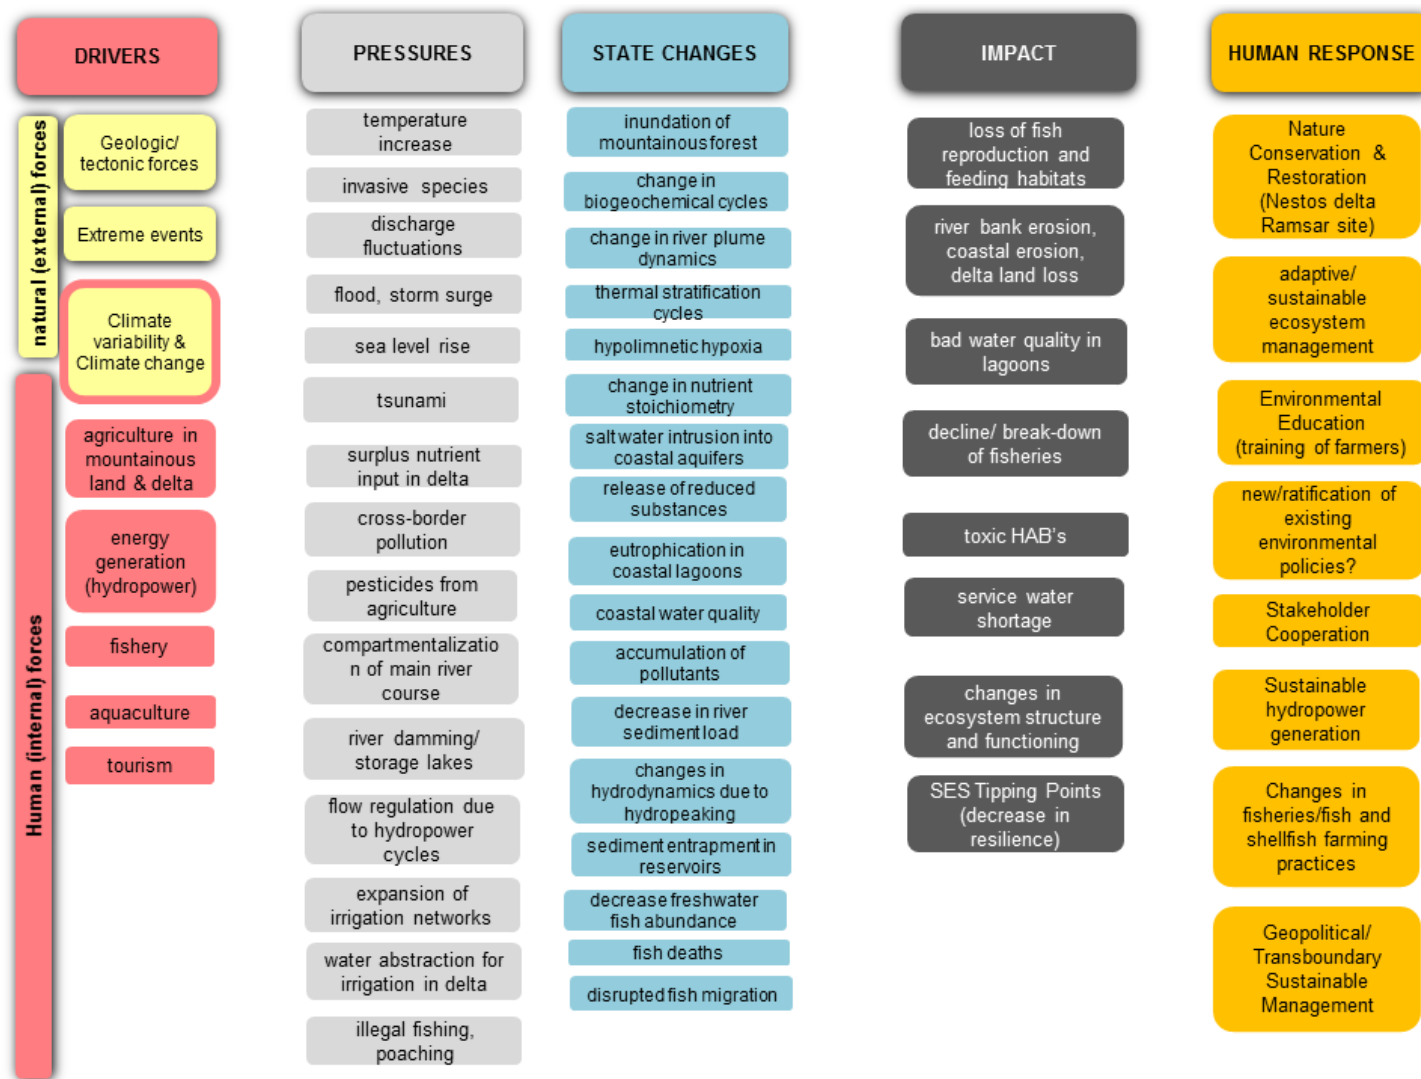 DRIVERS
natural (external) forces
Geologic/
tectonic forces
Extreme events
Climate
variability &
Climate change
Human (internal) forces
agriculture in
mountainous
land & delta
energy
generation
(hydropower)
fishery
aquaculture
tourism
PRESSURES
temperature
increase
invasive species
discharge
fluctuations
flood, storm surge
sea level rise
tsunami
surplus nutrient
input in delta
cross-border
pollution
pesticides from
agriculture
compartmentalizatio
n of main river
course
river damming/
storage lakes
flow regulation due
to hydropower
cycles
expansion of
irrigation networks
water abstraction for
irrigation in delta
illegal fishing,
poaching
STATE CHANGES
inundation of
mountainous forest
change in
biogeochemical cycles
change in river plume
dynamics
thermal stratification
cycles
hypolimnetic hypoxia
change in nutrient
stoichiometry
salt water intrusion into
coastal aquifers
release of reduced
substances
eutrophication in
coastal lagoons
coastal water quality
accumulation of
pollutants
decrease in river
sediment load
changes in
hydrodynamics due to
hydropeaking
sediment entrapment in
reservoirs
decrease freshwater
fish abundance
fish deaths
disrupted fish migration
IMPACT
loss of fish
reproduction and
feeding habitats
river bank erosion,
coastal erosion,
delta land loss
bad water quality in
lagoons
decline/ break-down
of fisheries
toxic HAB's
service water
shortage
changes in
ecosystem structure
and functioning
SES Tipping Points
(decrease in
resilience)
HUMAN RESPONSE
Nature
Conservation &
Restoration
(Nestos delta
Ramsar site)
adaptive/
sustainable
ecosystem
management
Environmental
Education
(training of farmers)
new/ratification of
existing
environmental
policies?
Stakeholder
Cooperation
Sustainable
hydropower
generation
Changes in
fisheries/fish and
shellfish farming
practices
Geopolitical/
Transboundary
Sustainable
Management